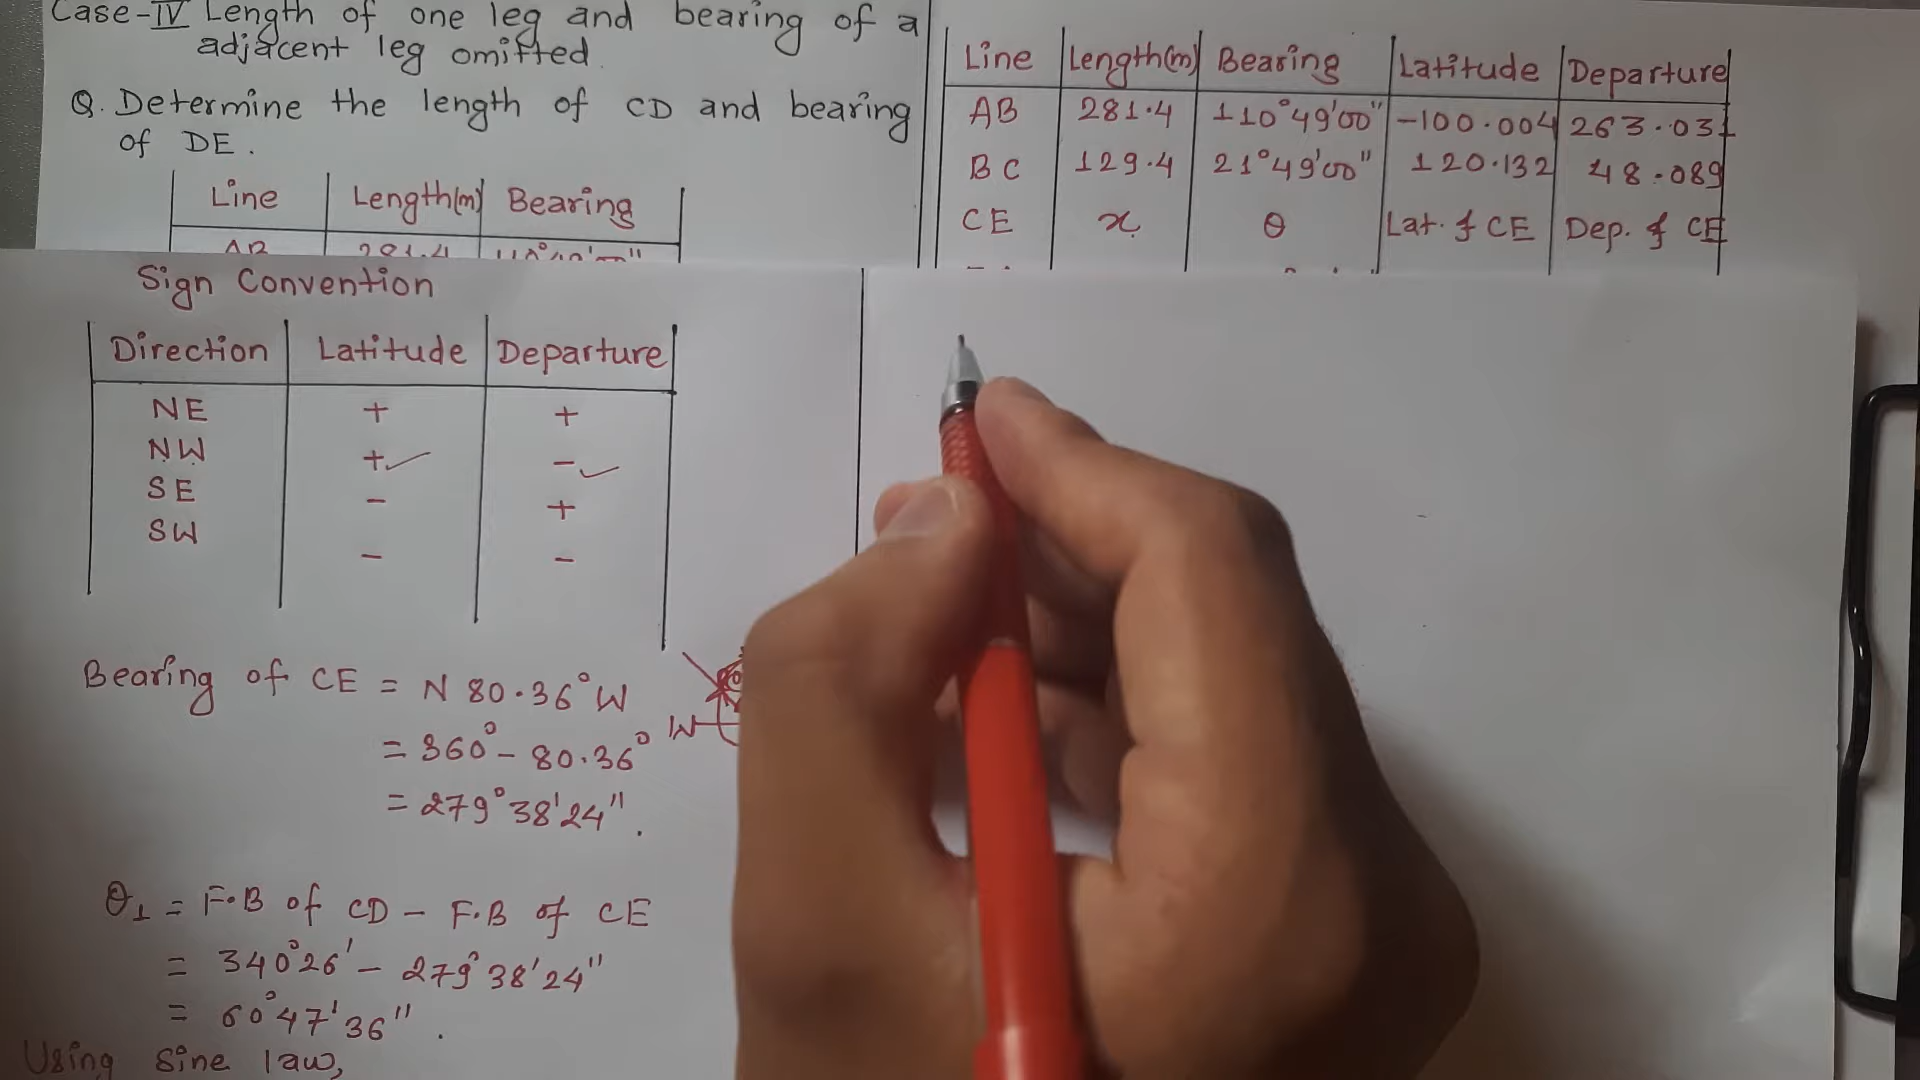 Case-IV Length of one leg and bearing of a
adjacent leg omitted.
Q. Determine the length of CD and bearing
of DE.
Line Length(m) Bearing
AB 281.4
Line Length(m) Bearing Latitude Departure
AB 281.4 110°49'00" -100.004 263.031
BC 129.4 21°49'00" 120.132 48.089
CE x θ Lat. of CE Dep. of CE
Sign Convention
Direction Latitude Departure
NE + +
NW +✓ -✓
SE - +
SW - -
Bearing of CE = N 80.36° W
= 360° - 80.36°
= 279°38'24".
W
θ₁ = F.B of CD - F.B of CE
= 340°26' - 279°38'24"
= 60°47'36".
Using Sine law,